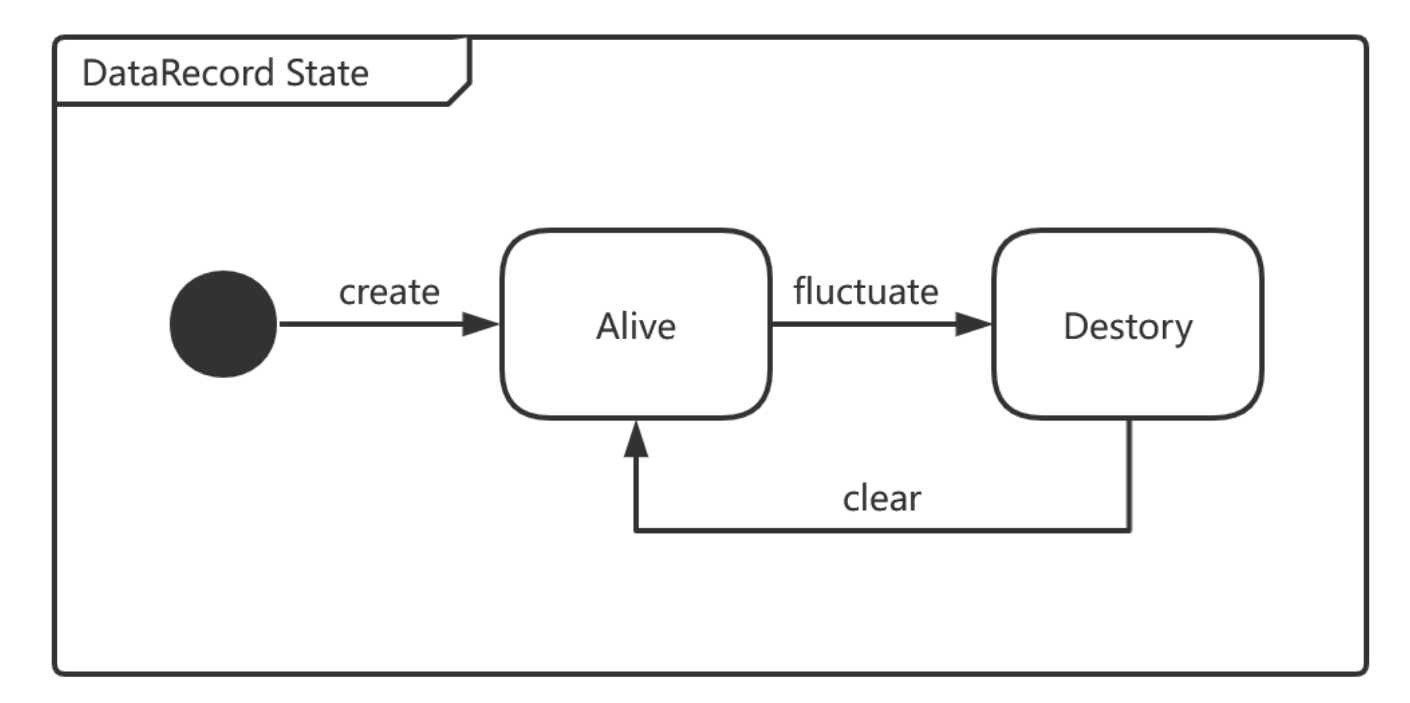 DataRecord State
create
Alive
fluctuate
Destory
clear